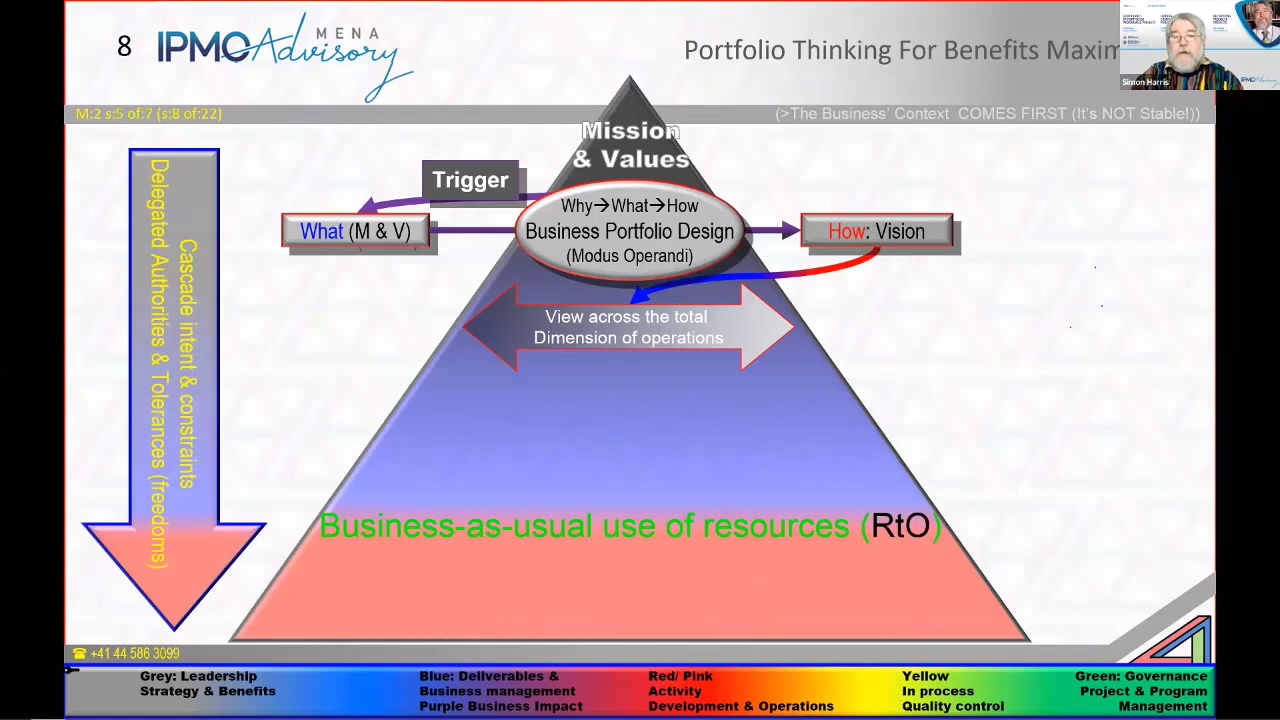 8
IPMO Advisory
MENA
Portfolio Thinking For Benefits Maxim
Simon Harris
M:2 s:5 of:7 (s:8 of:22)
(>The Business' Context COMES FIRST (It's NOT Stable!))
Mission
& Values
Trigger
What (M & V)
Why→What→How
Business Portfolio Design
(Modus Operandi)
How: Vision
View across the total
Dimension of operations
Cascade intent & constraints
Delegated Authorities & Tolerances (freedoms)
Business-as-usual use of resources (RtO)
☎ +41 44 586 3099
Grey: Leadership
Strategy & Benefits
Blue: Deliverables &
Business management
Purple Business Impact
Red/ Pink
Activity
Development & Operations
Yellow
In process
Quality control
Green: Governance
Project & Program
Management